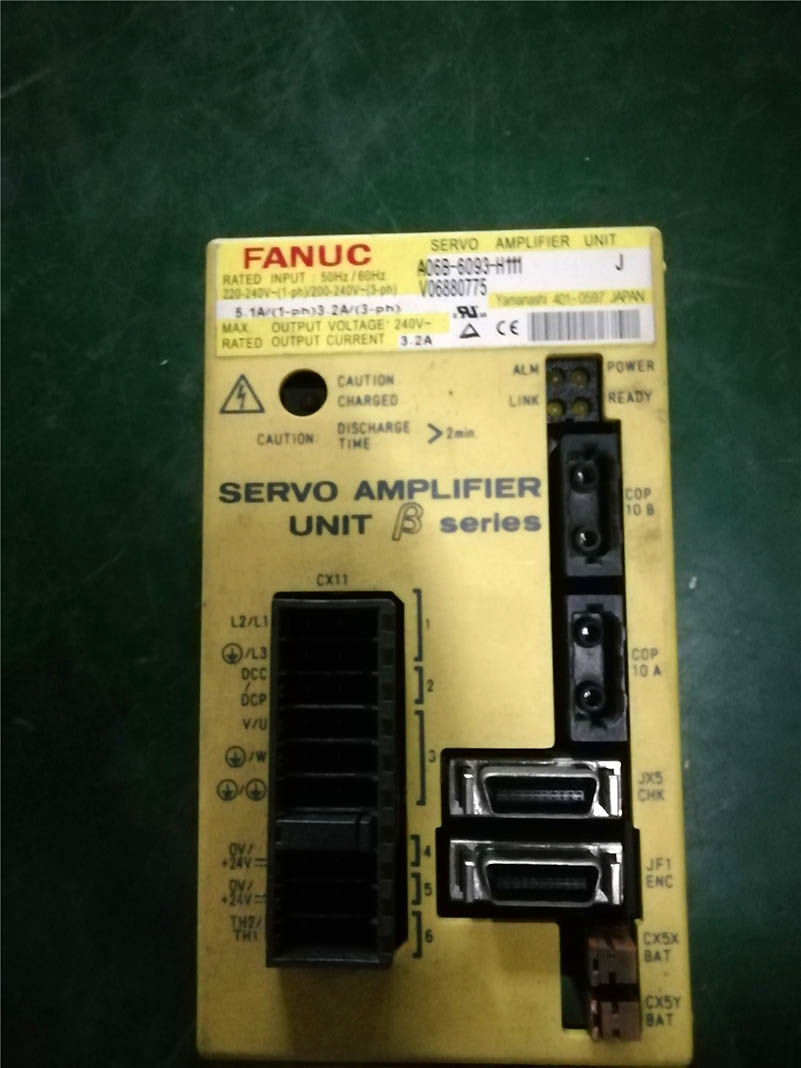 FANUC
SERVO AMPLIFIER UNIT
A06B-6093-H111 J
V06880775
RATED INPUT : 50Hz/60Hz
220-240V~(1-ph)/200-240V~(3-ph)
5.1A/(1-ph)3.2A/(3-ph)
Yamanashi 401-0597 JAPAN
MAX. OUTPUT VOLTAGE: 240V~
RATED OUTPUT CURRENT 3.2A
CE
ALM POWER
LINK READY
CAUTION
CHARGED
CAUTION: DISCHARGE TIME >2min.
SERVO AMPLIFIER
UNIT β series
COP
10 B
COP
10 A
CX11
L2/L1
/L3
DCC
/
DCP
V/U
/W
/
0V/
+24V
0V/
+24V
TH2/
TH1
1
2
3
4
5
6
JX5
CHK
JF1
ENC
CX5X
BAT
CX5Y
BAT